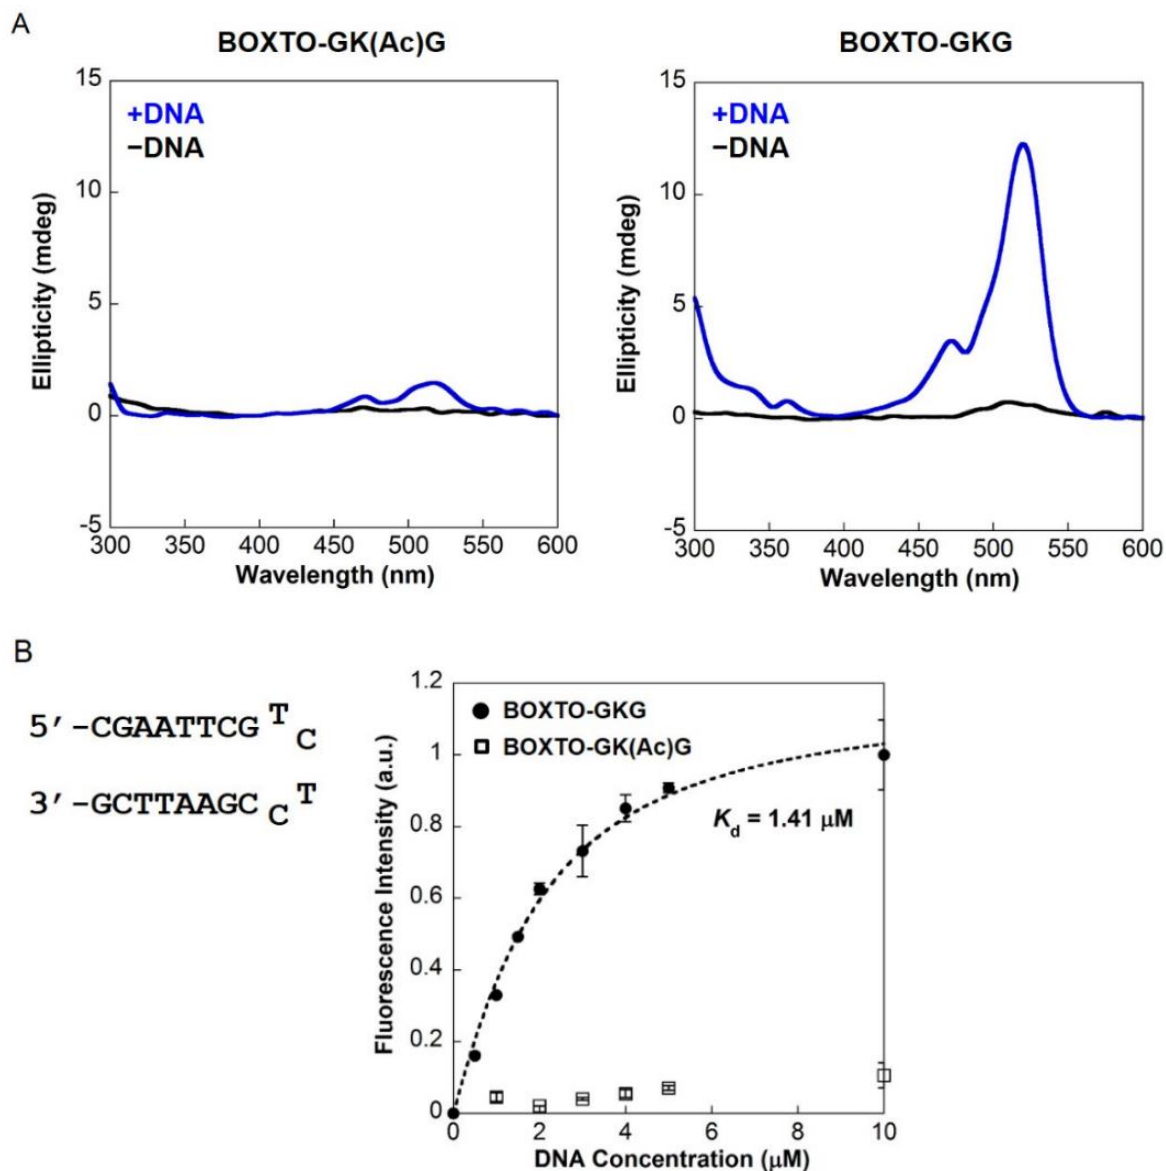 A
BOXTO-GK(Ac)G
+DNA
−DNA
15
10
5
0
-5
Ellipticity (mdeg)
300 350 400 450 500 550 600
Wavelength (nm)
BOXTO-GKG
+DNA
−DNA
15
10
5
0
-5
Ellipticity (mdeg)
300 350 400 450 500 550 600
Wavelength (nm)
B
5′-CGAATTCG T C
3′-GCTTAAGC C T
BOXTO-GKG
BOXTO-GK(Ac)G
Kd = 1.41 μM
1.2
1
0.8
0.6
0.4
0.2
0
Fluorescence Intensity (a.u.)
0 2 4 6 8 10
DNA Concentration (μM)